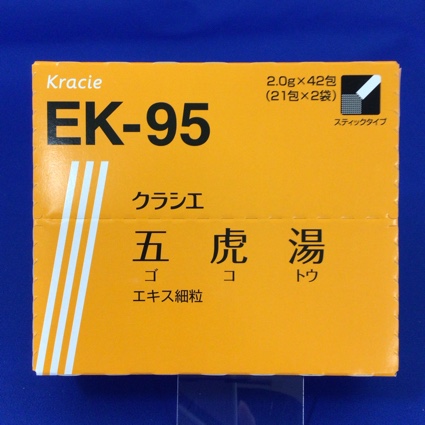 Kracie
2.0g×42包
(21包×2袋)
スティックタイプ
EK-95
クラシエ
五虎湯
ゴコトウ
エキス細粒